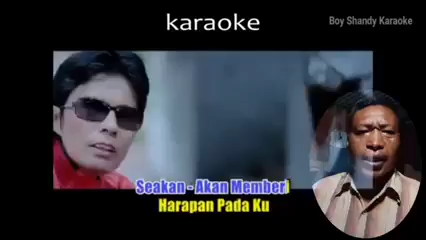 karaoke
Boy Shandy Karaoke
Seakan - Akan Memberi
Harapan Pada Ku